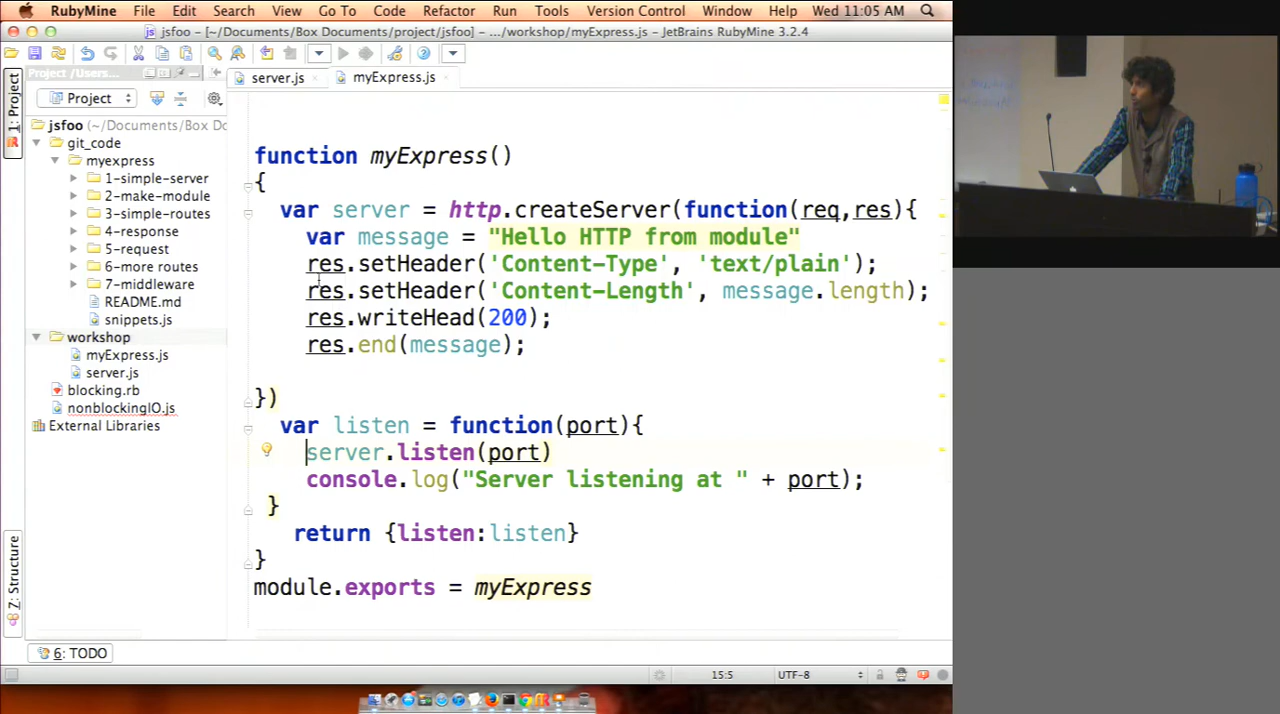 RubyMine File Edit Search View Go To Code Refactor Run Tools Version Control Window Help Wed 11:05 AM
jsfoo - [~/Documents/Box Documents/project/jsfoo] - .../workshop/myExpress.js - JetBrains RubyMine 3.2.4
Project /Users...
server.js
myExpress.js
1: Project
Project
jsfoo (~/Documents/Box Do
git_code
myexpress
1-simple-server
2-make-module
3-simple-routes
4-response
5-request
6-more routes
7-middleware
README.md
snippets.js
workshop
myExpress.js
server.js
blocking.rb
nonblockingIO.js
External Libraries
7: Structure
function myExpress()
{
var server = http.createServer(function(req,res){
var message = "Hello HTTP from module"
res.setHeader('Content-Type', 'text/plain');
res.setHeader('Content-Length', message.length);
res.writeHead(200);
res.end(message);
})
var listen = function(port){
server.listen(port)
console.log("Server listening at " + port);
}
return {listen:listen}
}
module.exports = myExpress
6: TODO
15:5
UTF-8